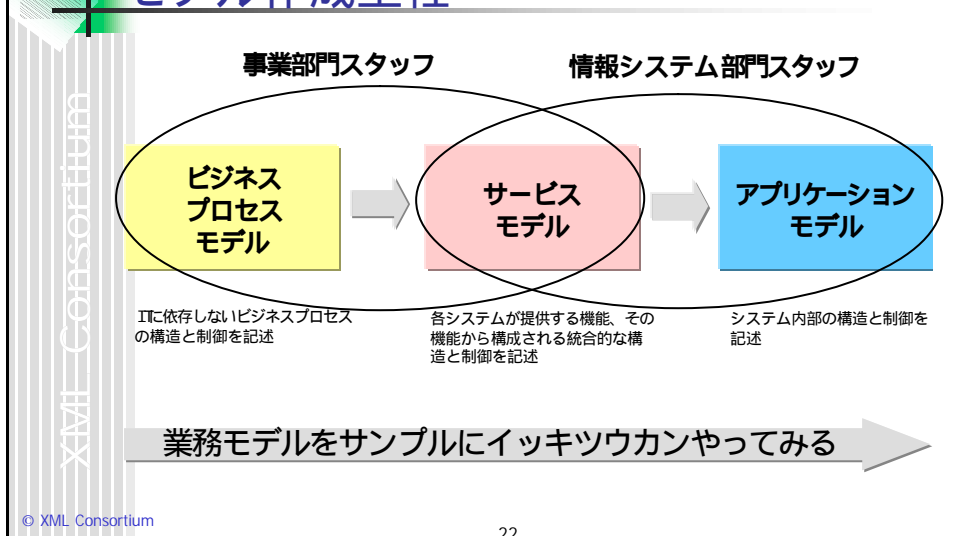 モデル作成工程
事業部門スタッフ
情報システム部門スタッフ
ビジネス
プロセス
モデル
サービス
モデル
アプリケーション
モデル
ITに依存しないビジネスプロセス
の構造と制御を記述
各システムが提供する機能、その
機能から構成される統合的な構
造と制御を記述
システム内部の構造と制御を
記述
業務モデルをサンプルにイッキツウカンやってみる
XML Consortium
© XML Consortium
22